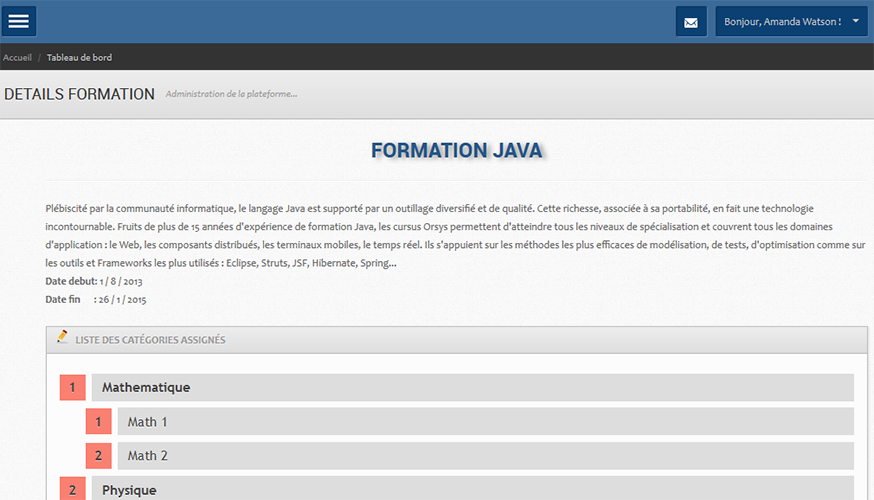 Bonjour, Amanda Watson !
Accueil / Tableau de bord
DETAILS FORMATION Administration de la plateforme...
FORMATION JAVA
Plébiscité par la communauté informatique, le langage Java est supporté par un outillage diversifié et de qualité. Cette richesse, associée à sa portabilité, en fait une technologie
incontournable. Fruits de plus de 15 années d'expérience de formation Java, les cursus Orsys permettent d'atteindre tous les niveaux de spécialisation et couvrent tous les domaines
d'application : le Web, les composants distribués, les terminaux mobiles, le temps réel. Ils s'appuient sur les méthodes les plus efficaces de modélisation, de tests, d'optimisation comme sur
les outils et Frameworks les plus utilisés : Eclipse, Struts, JSF, Hibernate, Spring...
Date debut: 1 / 8 / 2013
Date fin : 26 / 1 / 2015
LISTE DES CATÉGORIES ASSIGNÉS
1 Mathematique
1 Math 1
2 Math 2
2 Physique